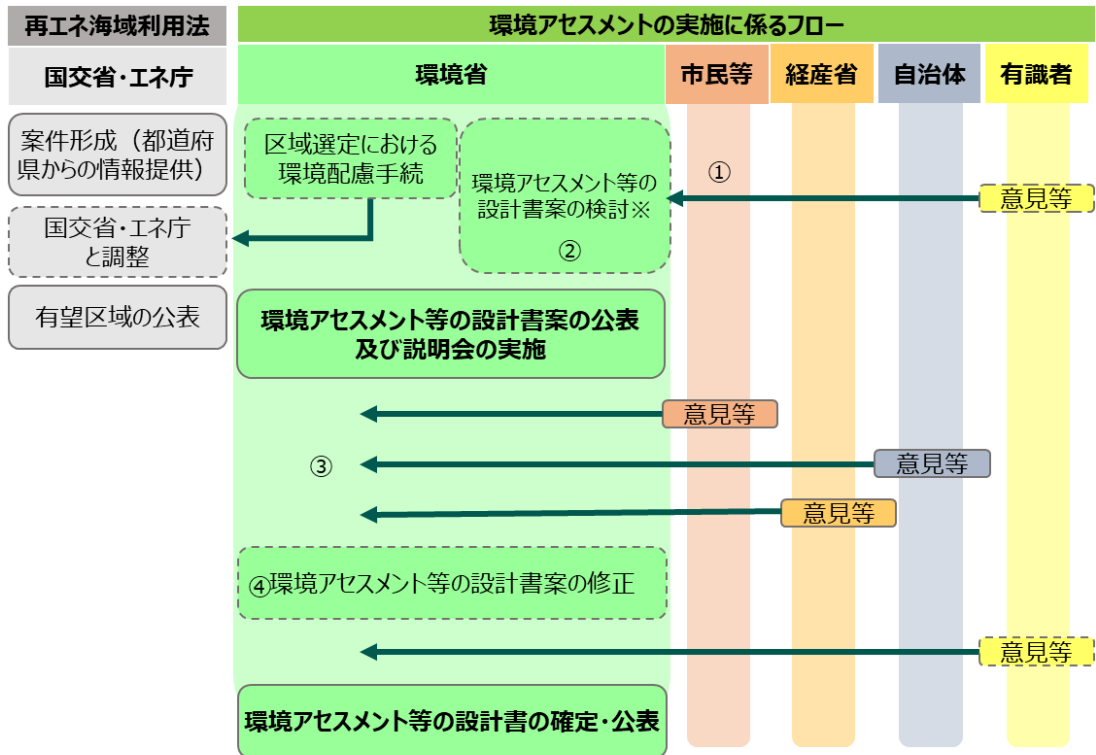 再エネ海域利用法
環境アセスメントの実施に係るフロー
国交省・エネ庁
環境省
市民等
経産省
自治体
有識者
案件形成（都道府
県からの情報提供）
区域選定における
環境配慮手続
環境アセスメント等の
設計書案の検討※
②
①
意見等
国交省・エネ庁
と調整
有望区域の公表
環境アセスメント等の設計書案の公表
及び説明会の実施
意見等
③
意見等
意見等
④環境アセスメント等の設計書案の修正
意見等
環境アセスメント等の設計書の確定・公表